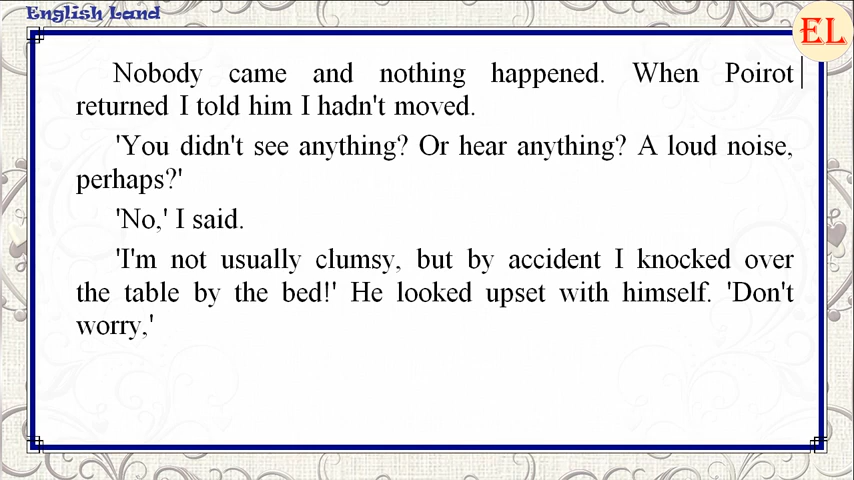 English Land
EL
Nobody came and nothing happened. When Poirot
returned I told him I hadn't moved.
'You didn't see anything? Or hear anything? A loud noise,
perhaps?'
'No,' I said.
'I'm not usually clumsy, but by accident I knocked over
the table by the bed!' He looked upset with himself. 'Don't
worry,'